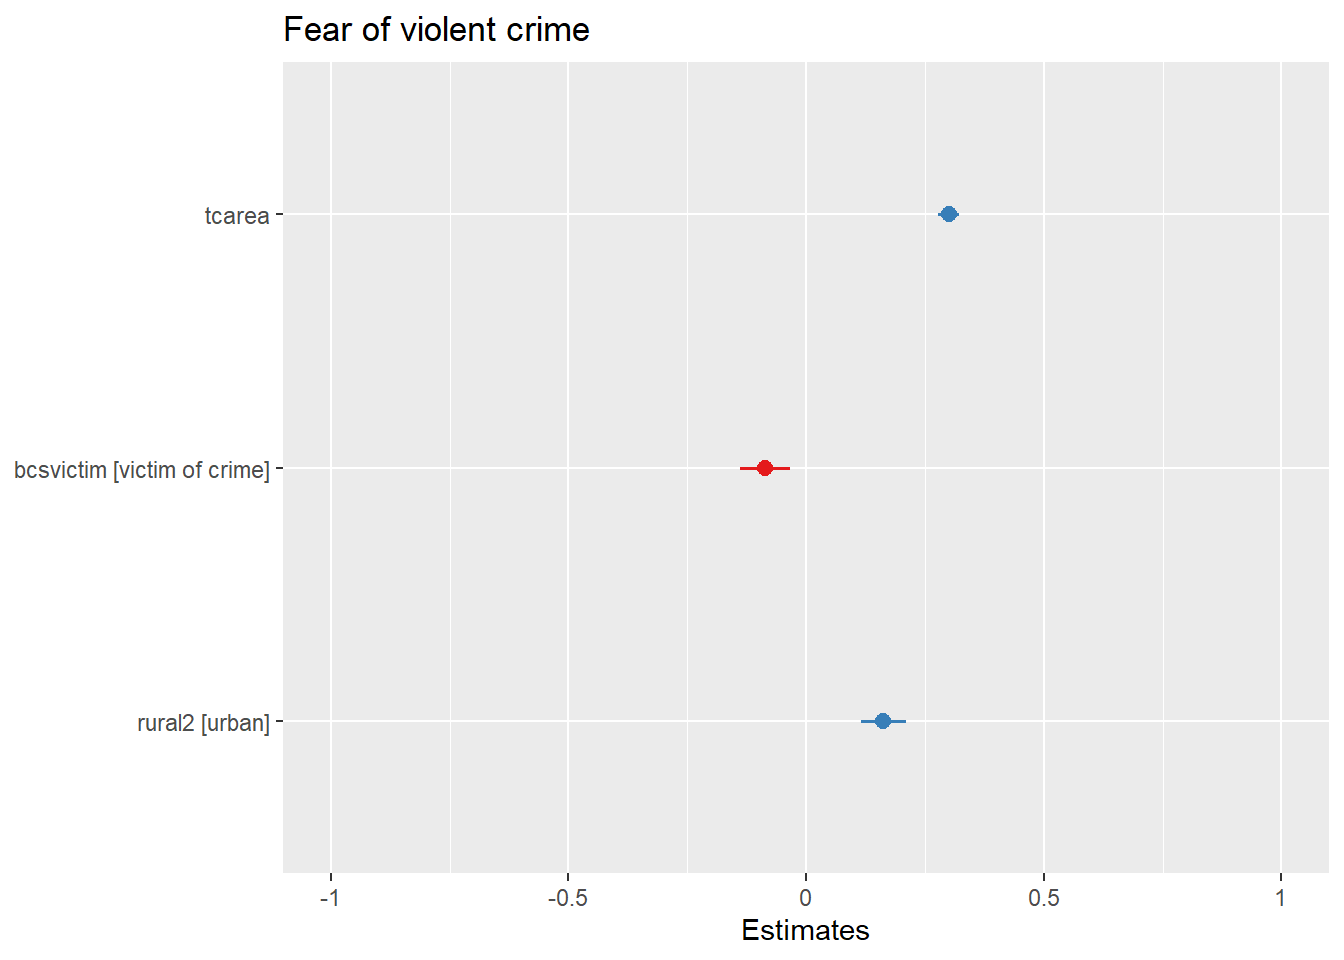 Fear of violent crime
tcarea
bcsvictim [victim of crime]
rural2 [urban]
-1 -0.5 0 0.5 1
Estimates